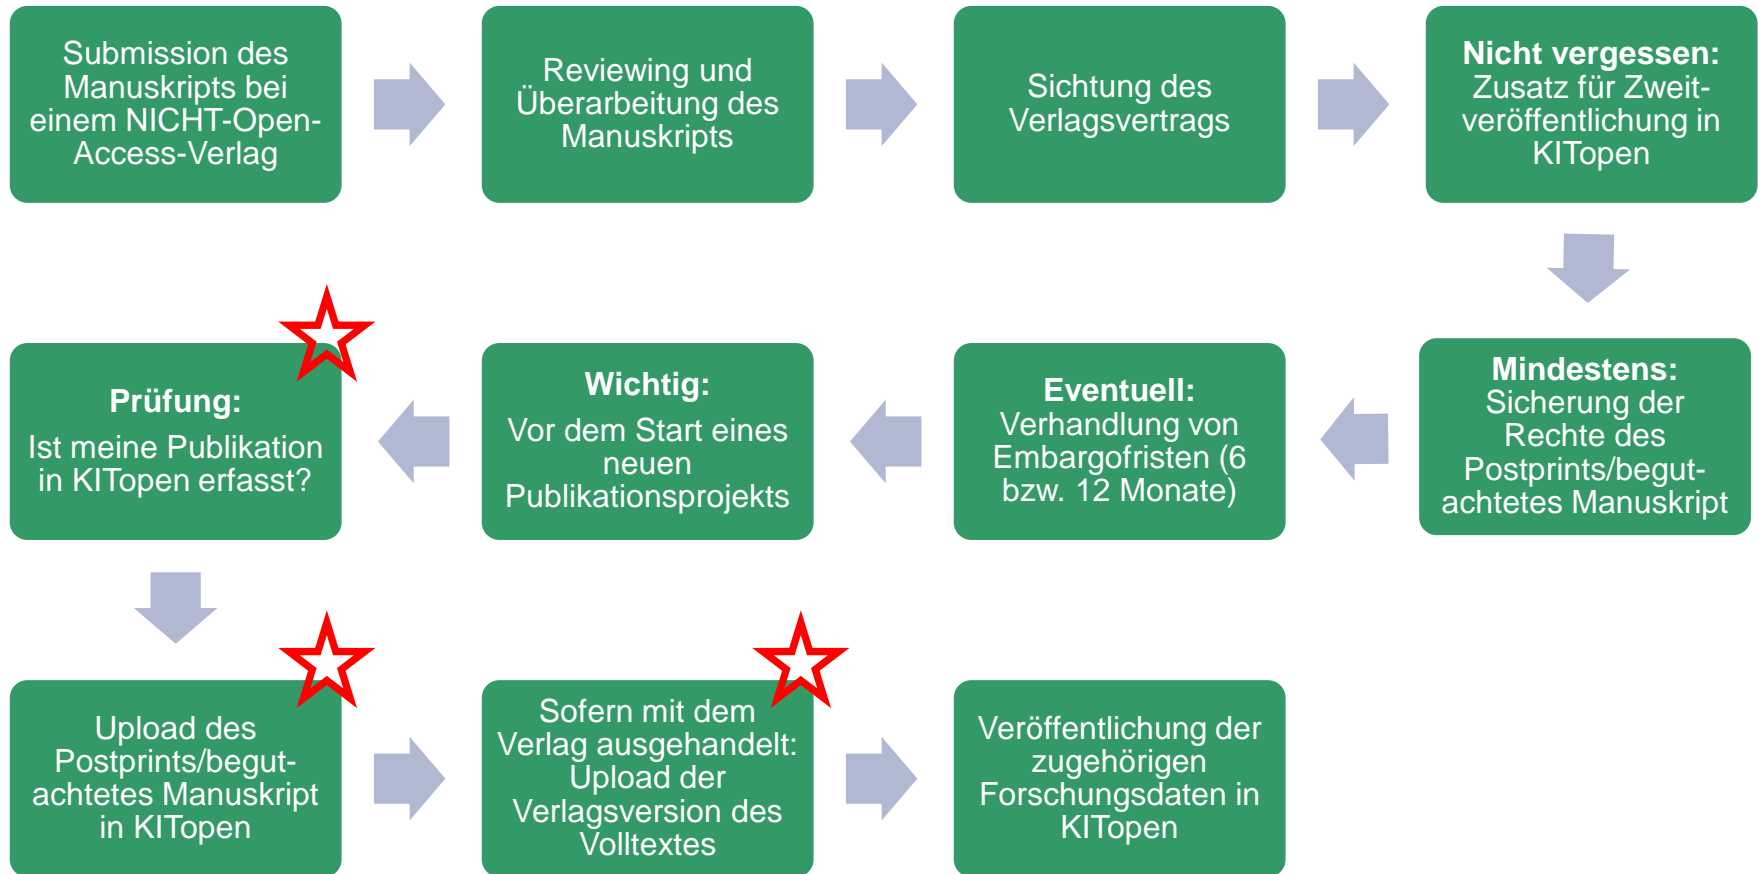 Submission des
Manuskripts bei
einem NICHT-Open-
Access-Verlag
Reviewing und
Überarbeitung des
Manuskripts
Sichtung des
Verlagsvertrags
Nicht vergessen:
Zusatz für Zweit-
veröffentlichung in
KITopen
Mindestens:
Sicherung der
Rechte des
Postprints/begut-
achtetes Manuskript
Eventuell:
Verhandlung von
Embargofristen (6
bzw. 12 Monate)
Wichtig:
Vor dem Start eines
neuen
Publikationsprojekts
Prüfung:
Ist meine Publikation
in KITopen erfasst?
Upload des
Postprints/begut-
achtetes Manuskript
in KITopen
Sofern mit dem
Verlag ausgehandelt:
Upload der
Verlagsversion des
Volltextes
Veröffentlichung der
zugehörigen
Forschungsdaten in
KITopen